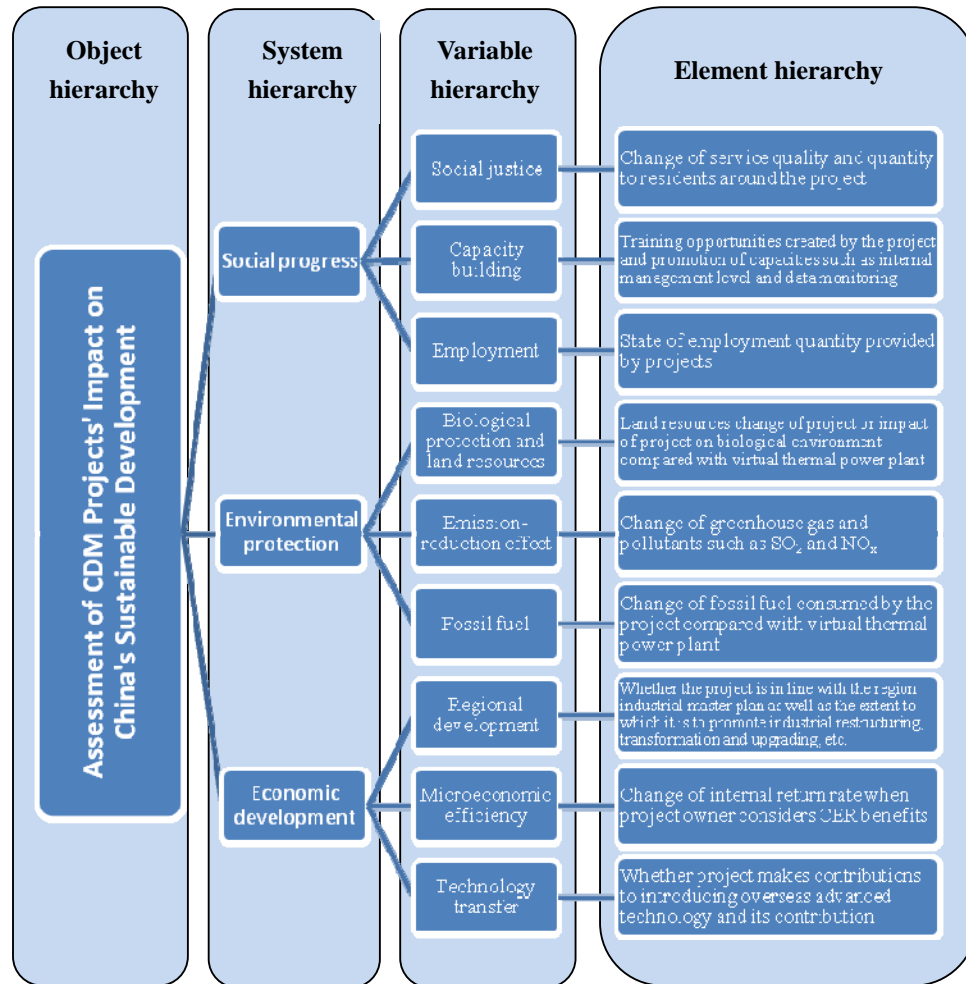 Object
hierarchy
System
hierarchy
Variable
hierarchy
Element hierarchy
Assessment of CDM Projects' Impact on
China's Sustainable Development
Social progress
Social justice
Change of service quality and quantity
to residents around the project
Capacity
building
Training opportunities created by the project
and promotion of capacities such as internal
management level and data monitoring
Employment
State of employment quantity provided
by projects
Environmental
protection
Biological
protection and
land resources
Land resources change of project or impact
of project on biological environment
compared with virtual thermal power plant
Emission-
reduction effect
Change of greenhouse gas and
pollutants such as SO₂ and NOₓ
Fossil fuel
Change of fossil fuel consumed by the
project compared with virtual thermal
power plant
Economic
development
Regional
development
Whether the project is in line with the region
industrial master plan as well as the extent to
which it is to promote industrial restructuring,
transformation and upgrading, etc.
Microeconomic
efficiency
Change of internal return rate when
project owner considers CER benefits
Technology
transfer
Whether project makes contributions
to introducing overseas advanced
technology and its contribution